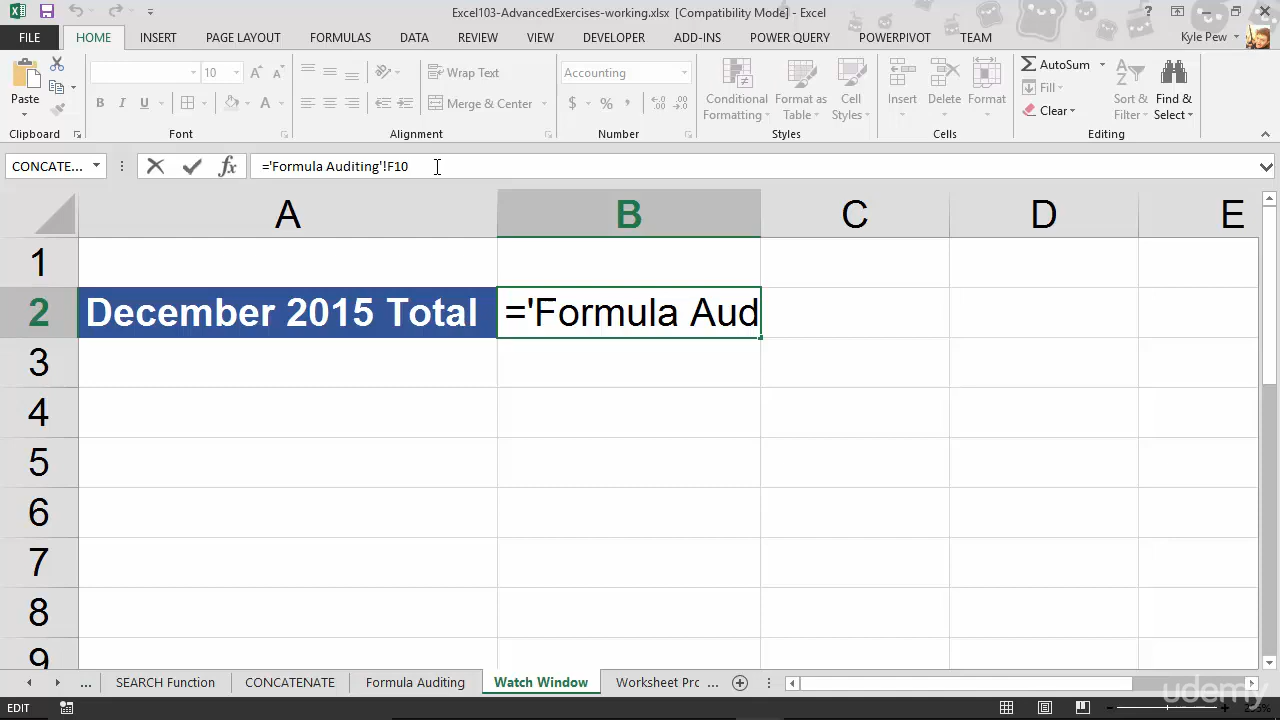 Excel103-AdvancedExercises-working.xlsx [Compatibility Mode] - Excel
FILE HOME INSERT PAGE LAYOUT FORMULAS DATA REVIEW VIEW DEVELOPER ADD-INS POWER QUERY POWERPIVOT TEAM Kyle Pew
Paste 10 Wrap Text Accounting Conditional Formatting Format as Table Cell Styles Insert Delete Format AutoSum Sort & Filter Find & Select
B I U Merge & Center $ % , Fill
Clear
Clipboard Font Alignment Number Styles Cells Editing
CONCATE... fx ='Formula Auditing'!F10
A B C D E
1
2 December 2015 Total ='Formula Aud
3
4
5
6
7
8
9
... SEARCH Function CONCATENATE Formula Auditing Watch Window Worksheet Prc ...
EDIT
udemy